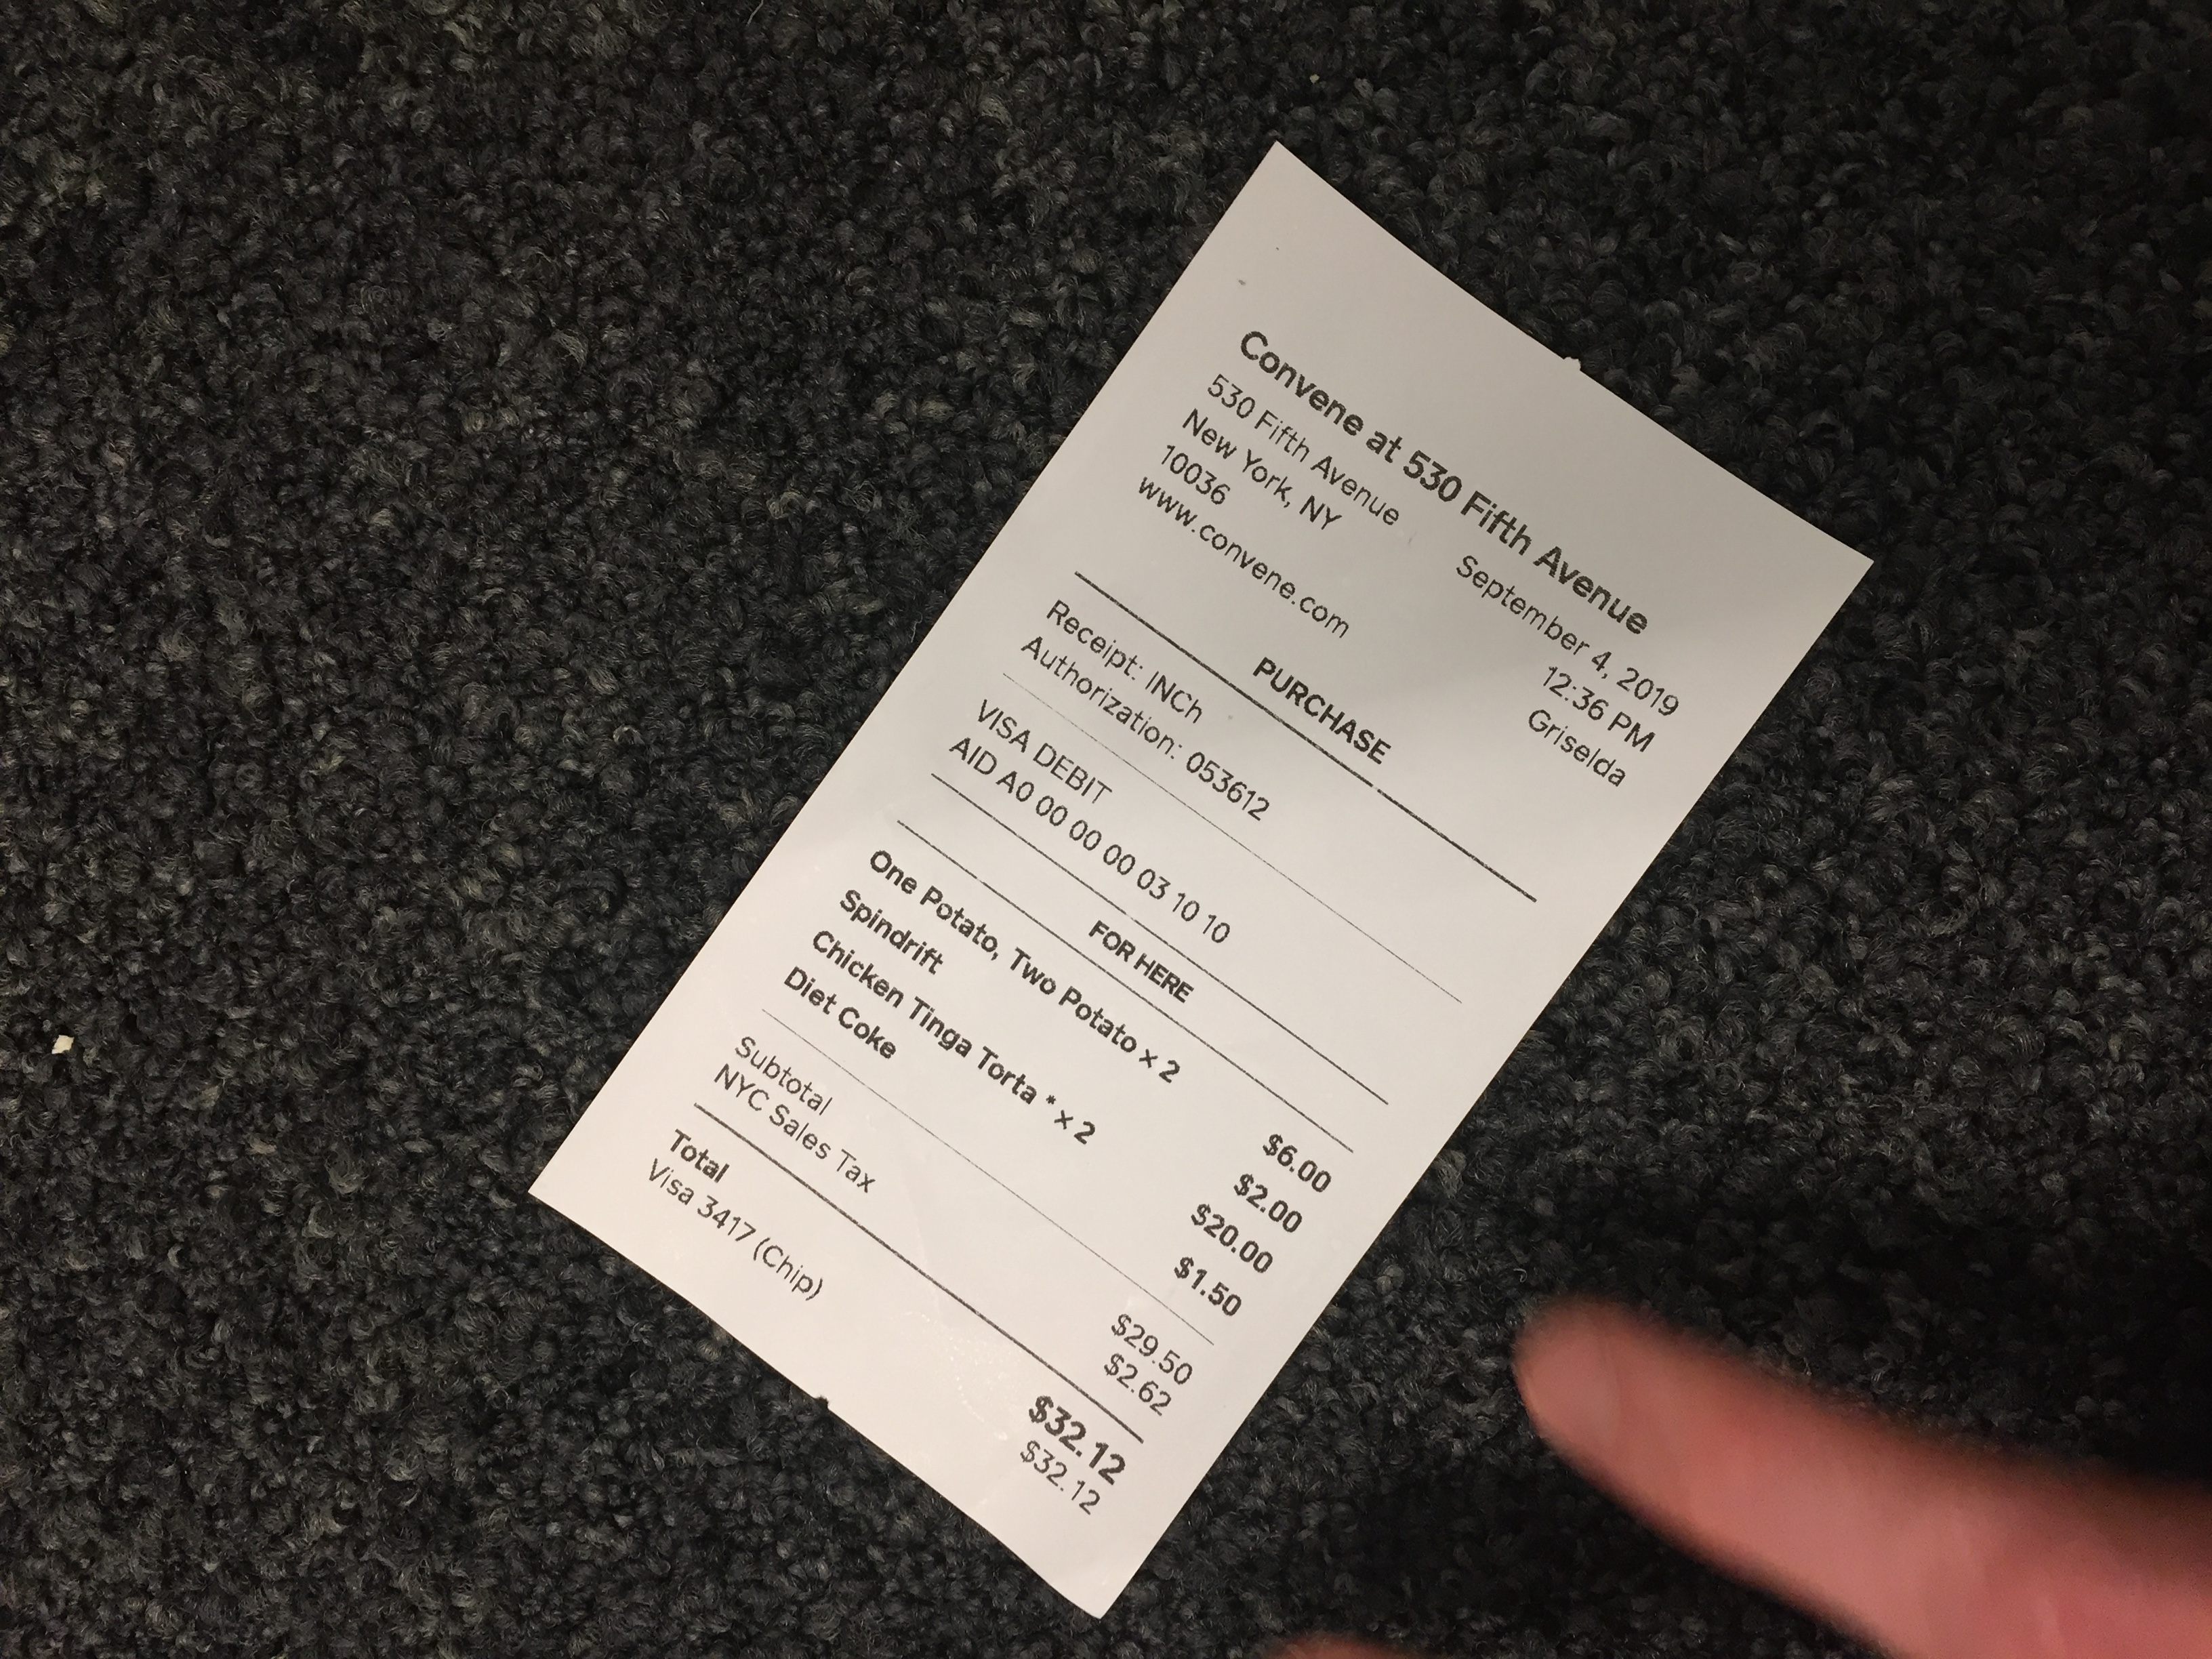 Convene at 530 Fifth Avenue
530 Fifth Avenue
New York, NY
10036
www.convene.com
September 4, 2019
12:36 PM
Griselda
PURCHASE
Receipt: INCh
Authorization: 053612
VISA DEBIT
AID A0 00 00 00 03 10 10
FOR HERE
One Potato, Two Potato x 2 $6.00
Spindrift $2.00
Chicken Tinga Torta * x 2 $20.00
Diet Coke $1.50
Subtotal $29.50
NYC Sales Tax $2.62
Total $32.12
Visa 3417 (Chip) $32.12